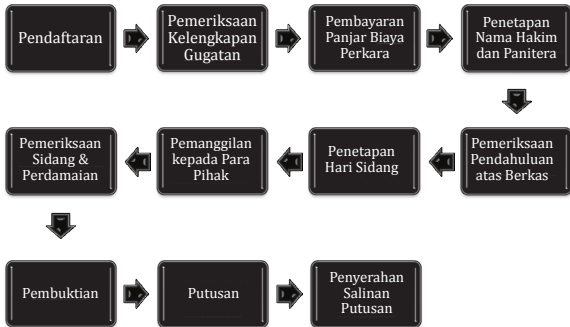 Pendaftaran
Pemeriksaan
Kelengkapan
Gugatan
Pembayaran
Panjar Biaya
Perkara
Penetapan
Nama Hakim
dan Panitera
Pemeriksaan
Pendahuluan
atas Berkas
Penetapan
Hari Sidang
Pemanggilan
kepada Para
Pihak
Pemeriksaan
Sidang &
Perdamaian
Pembuktian
Putusan
Penyerahan
Salinan
Putusan